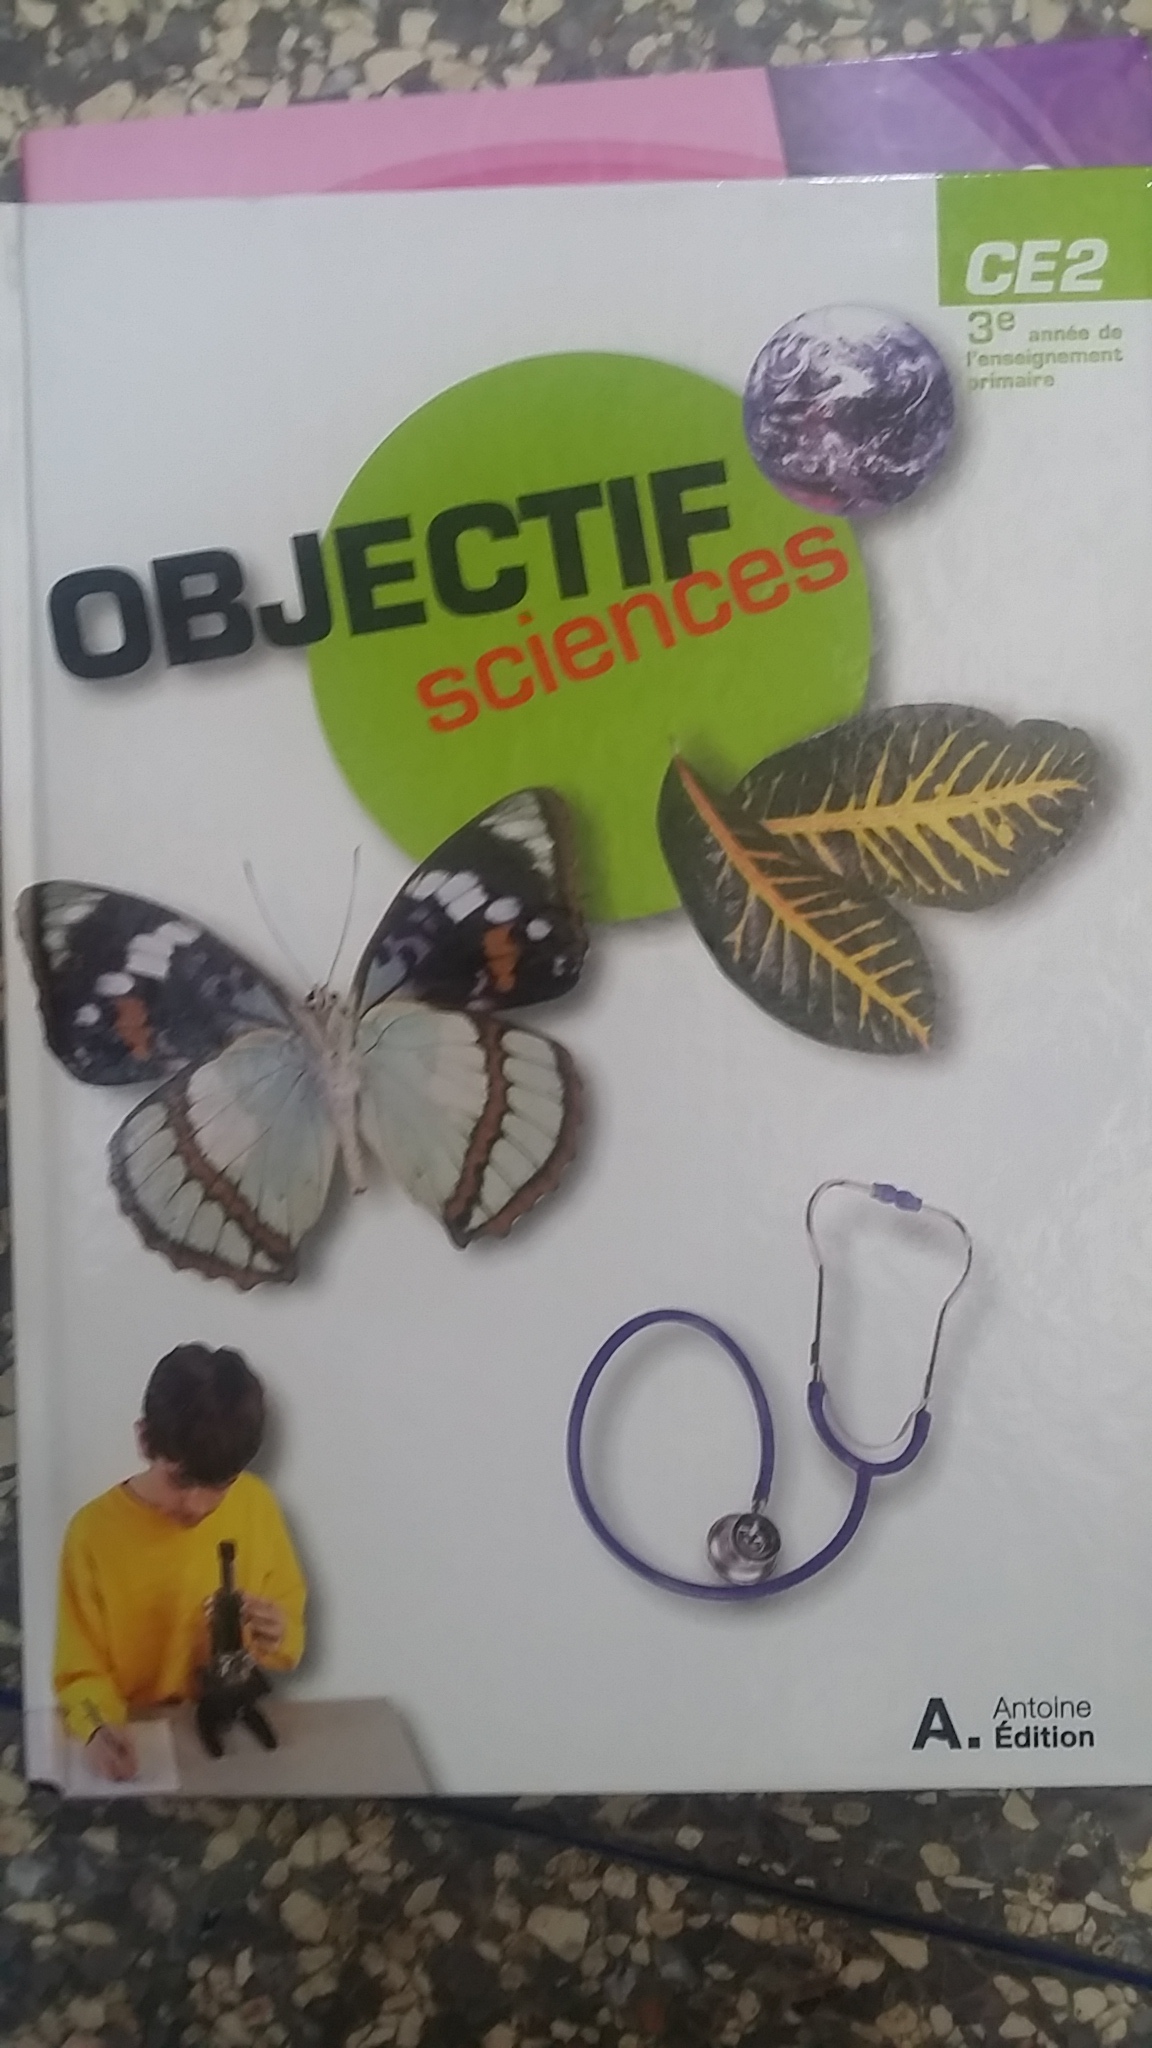 CE2
3e année de
l'enseignement
primaire
OBJECTIF
sciences
A. Antoine
Édition